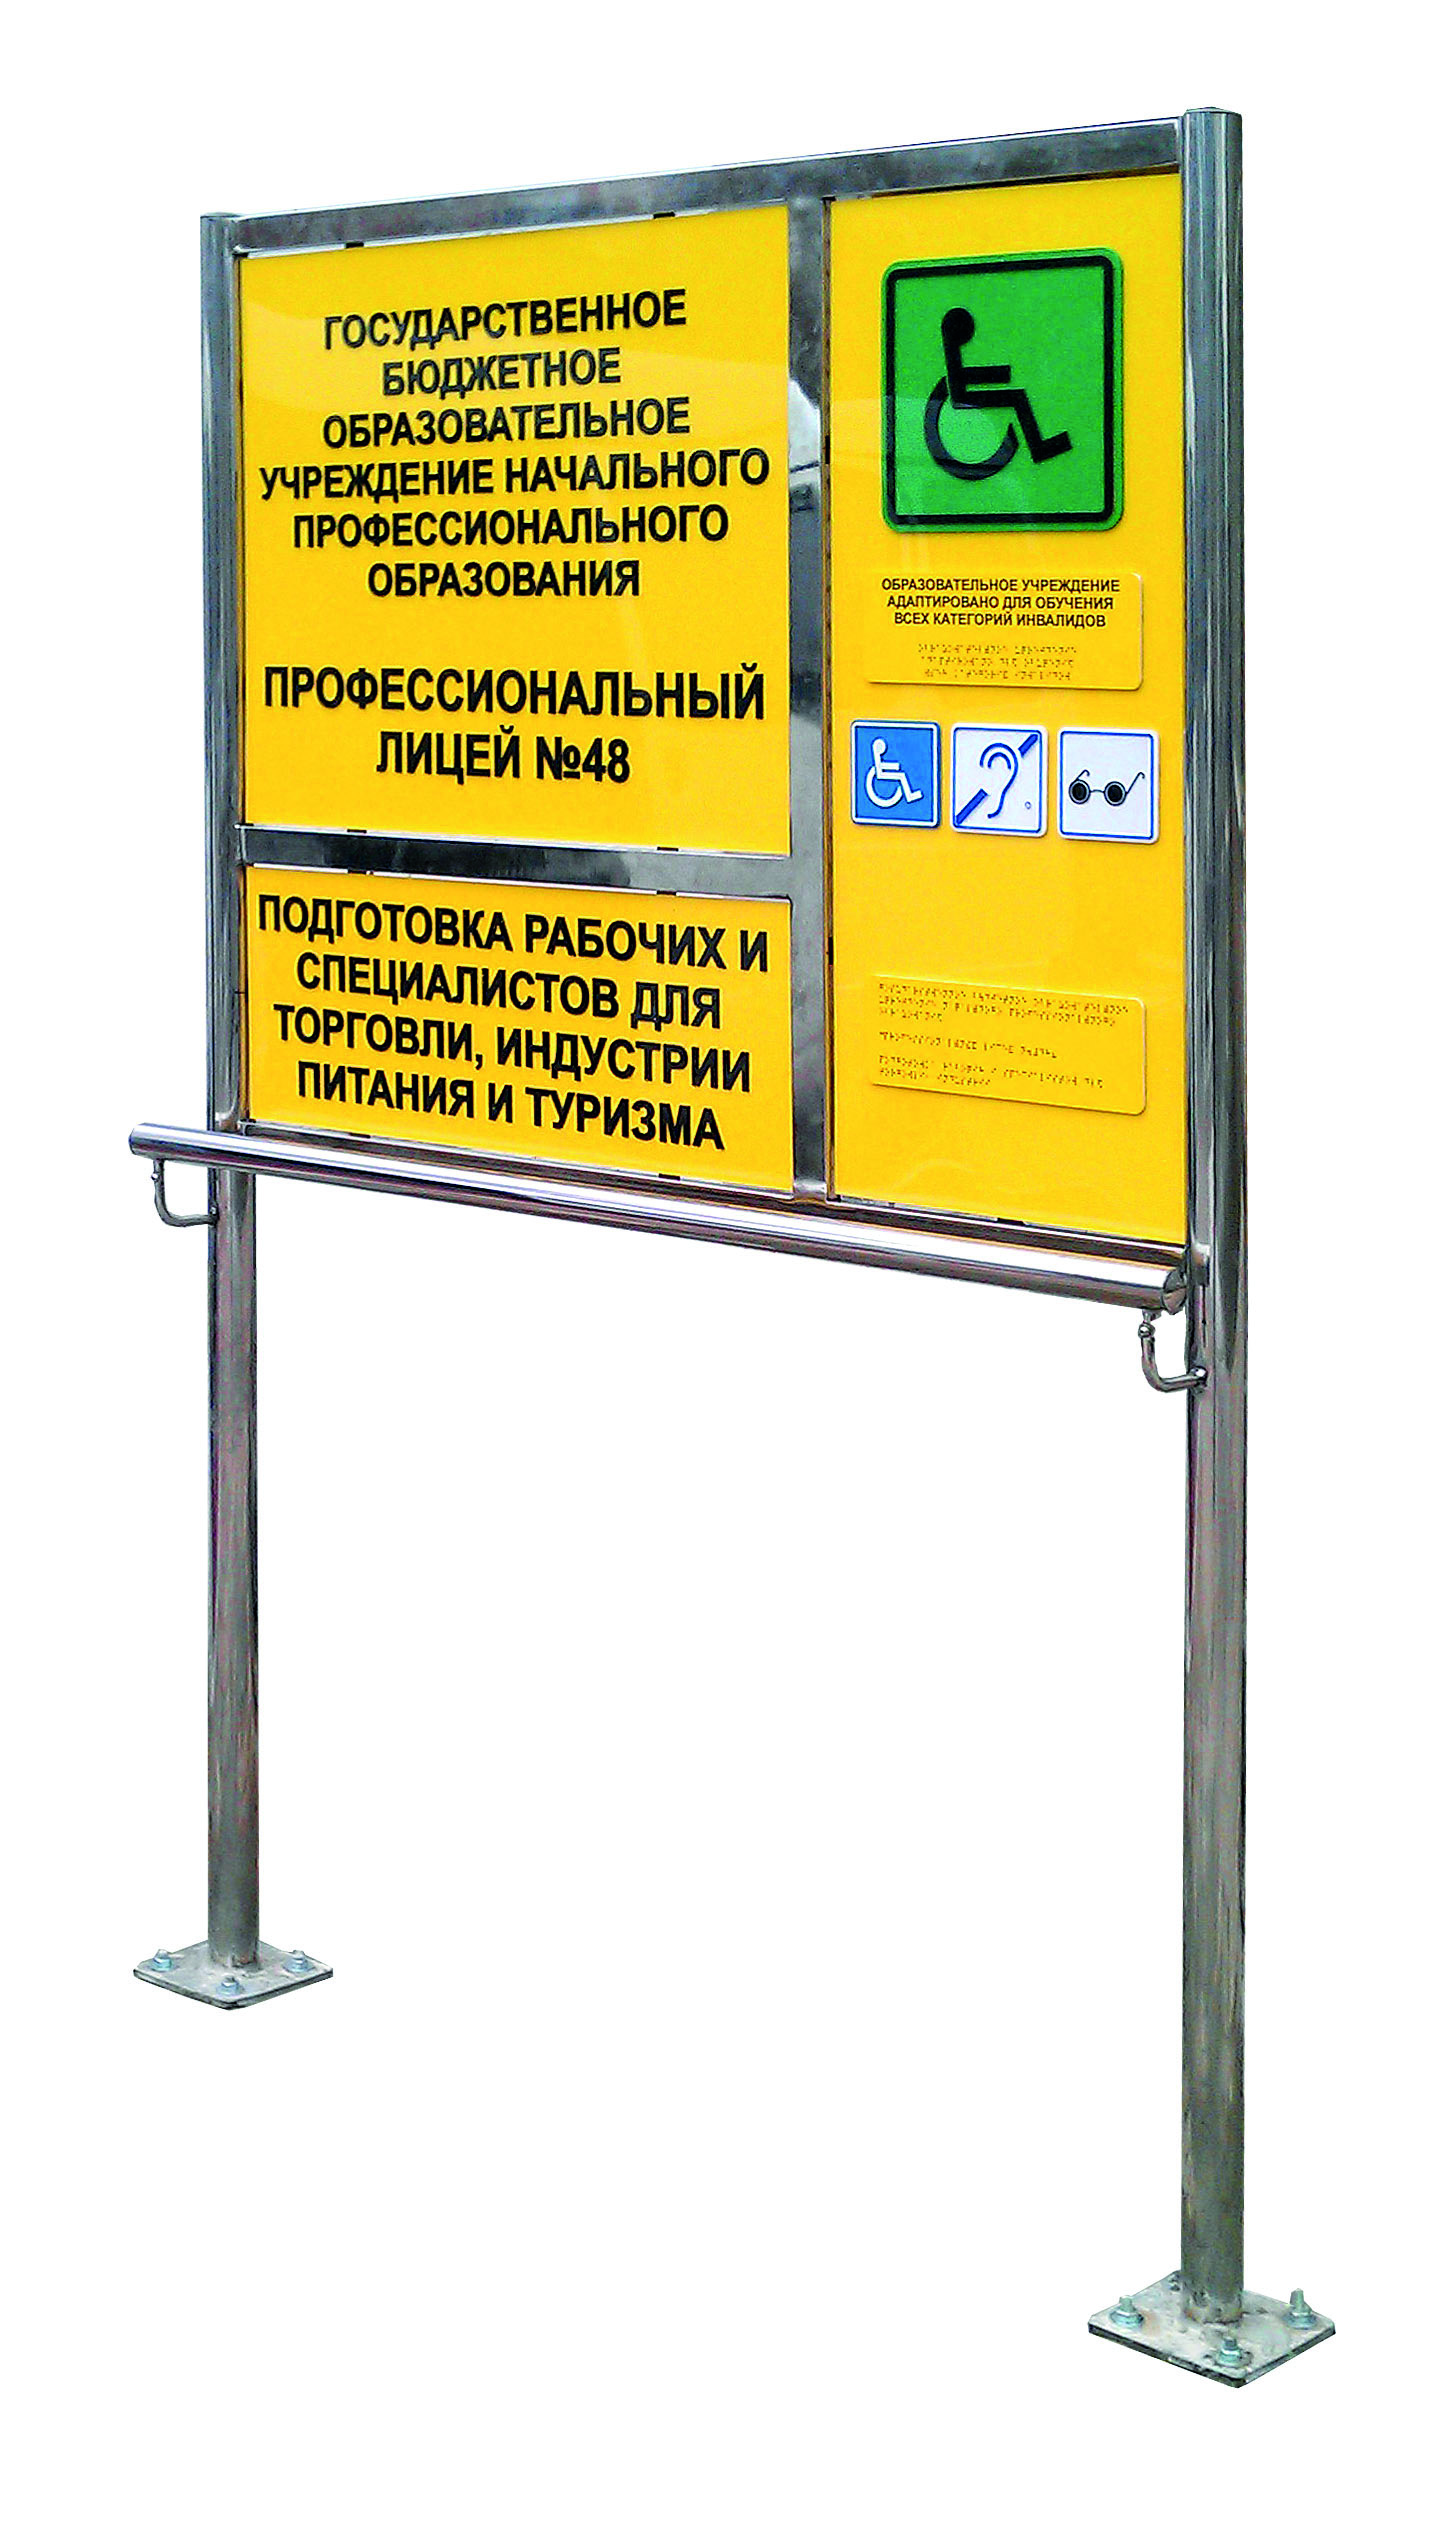 ГОСУДАРСТВЕННОЕ
БЮДЖЕТНОЕ
ОБРАЗОВАТЕЛЬНОЕ
УЧРЕЖДЕНИЕ НАЧАЛЬНОГО
ПРОФЕССИОНАЛЬНОГО
ОБРАЗОВАНИЯ
ПРОФЕССИОНАЛЬНЫЙ
ЛИЦЕЙ №48
ПОДГОТОВКА РАБОЧИХ И
СПЕЦИАЛИСТОВ ДЛЯ
ТОРГОВЛИ, ИНДУСТРИИ
ПИТАНИЯ И ТУРИЗМА
ОБРАЗОВАТЕЛЬНОЕ УЧРЕЖДЕНИЕ
АДАПТИРОВАНО ДЛЯ ОБУЧЕНИЯ
ВСЕХ КАТЕГОРИЙ ИНВАЛИДОВ